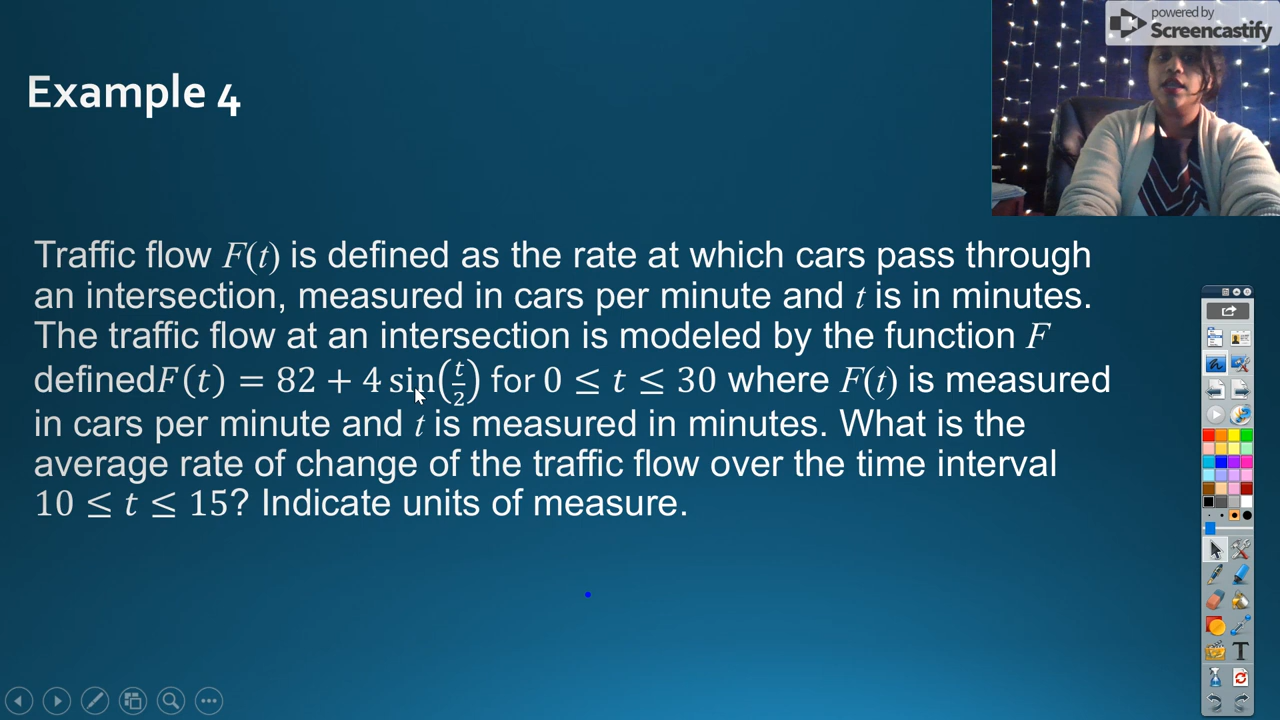 powered by
Screencastify
Example 4
Traffic flow F(t) is defined as the rate at which cars pass through
an intersection, measured in cars per minute and t is in minutes.
The traffic flow at an intersection is modeled by the function F
definedF(t) = 82 + 4 sin(t/2) for 0 ≤ t ≤ 30 where F(t) is measured
in cars per minute and t is measured in minutes. What is the
average rate of change of the traffic flow over the time interval
10 ≤ t ≤ 15? Indicate units of measure.
T